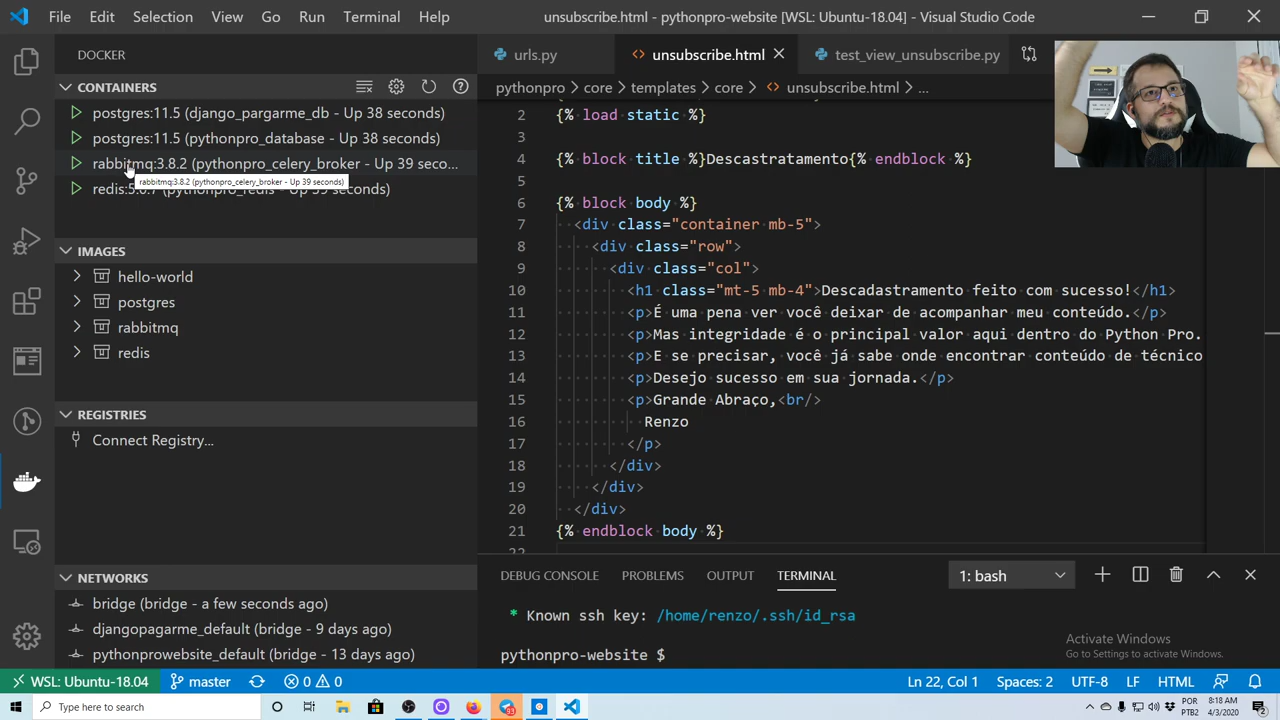 File Edit Selection View Go Run Terminal Help
unsubscribe.html - pythonpro-website [WSL: Ubuntu-18.04] - Visual Studio Code
DOCKER
CONTAINERS
postgres:11.5 (django_pargarme_db - Up 38 seconds)
postgres:11.5 (pythonpro_database - Up 40 seconds)
rabbitmq:3.8.2 (pythonpro_celery_broker - Up 39 seco...
rabbitmq:3.8.2 (pythonpro_celery_broker - Up 39 seconds)
IMAGES
hello-world
postgres
rabbitmq
redis
REGISTRIES
Connect Registry...
NETWORKS
bridge (bridge - a few seconds ago)
djangopagarme_default (bridge - 9 days ago)
pythonprowebsite_default (bridge - 13 days ago)
urls.py
unsubscribe.html
test_view_unsubscribe.py
pythonpro > core > templates > core > unsubscribe.html > ...
2 {% load static %}
3
4 {% block title %}Descastratamento{% endblock %}
5
6 {% block body %}
7 <div class="container mb-5">
8 <div class="row">
9 <div class="col">
10 <h1 class="mt-5 mb-4">Descadastramento feito com sucesso!</h1>
11 <p>É uma pena ver você deixar de acompanhar meu conteúdo.</p>
12 <p>Mas integridade é o principal valor aqui dentro do Python Pro.
13 <p>E se precisar, você já sabe onde encontrar conteúdo de técnico
14 <p>Desejo sucesso em sua jornada.</p>
15 <p>Grande Abraço,<br/>
16 Renzo
17 </p>
18 </div>
19 </div>
20 </div>
21 {% endblock body %}
22
DEBUG CONSOLE PROBLEMS OUTPUT TERMINAL
1: bash
* Known ssh key: /home/renzo/.ssh/id_rsa
pythonpro-website $
Activate Windows
Go to Settings to activate Windows.
WSL: Ubuntu-18.04 master 0 0
Ln 22, Col 1 Spaces: 2 UTF-8 LF HTML
Type here to search
93
POR
PTB2
8:18 AM
4/3/2020
2